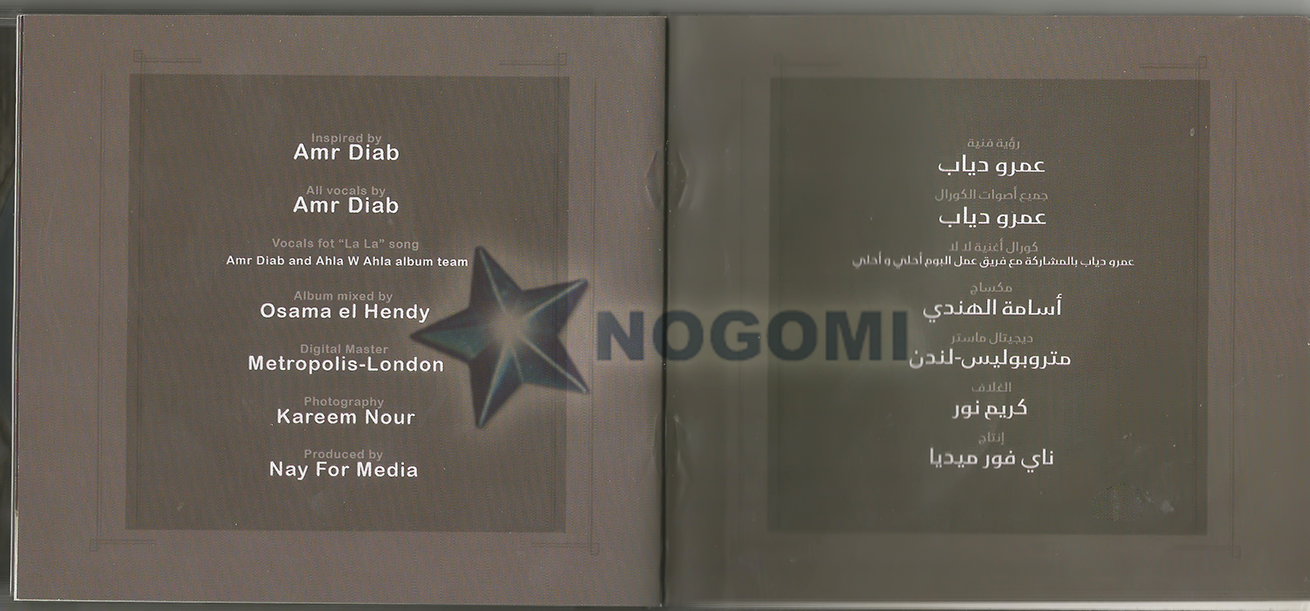 Inspired by
Amr Diab
All vocals by
Amr Diab
Vocals fot “La La” song
Amr Diab and Ahla W Ahla album team
Album mixed by
Osama el Hendy
Digital Master
Metropolis-London
Photography
Kareem Nour
Produced by
Nay For Media
NOGOMI
رؤية فنية
عمرو دياب
جميع أصوات الكورال
عمرو دياب
كورال أغنية لا لا
عمرو دياب بالمشاركة مع فريق عمل البوم أحلي و أحلي
مكساج
أسامة الهندي
ديجيتال ماستر
متروبوليس-لندن
الغلاف
كريم نور
إنتاج
ناي فور ميديا